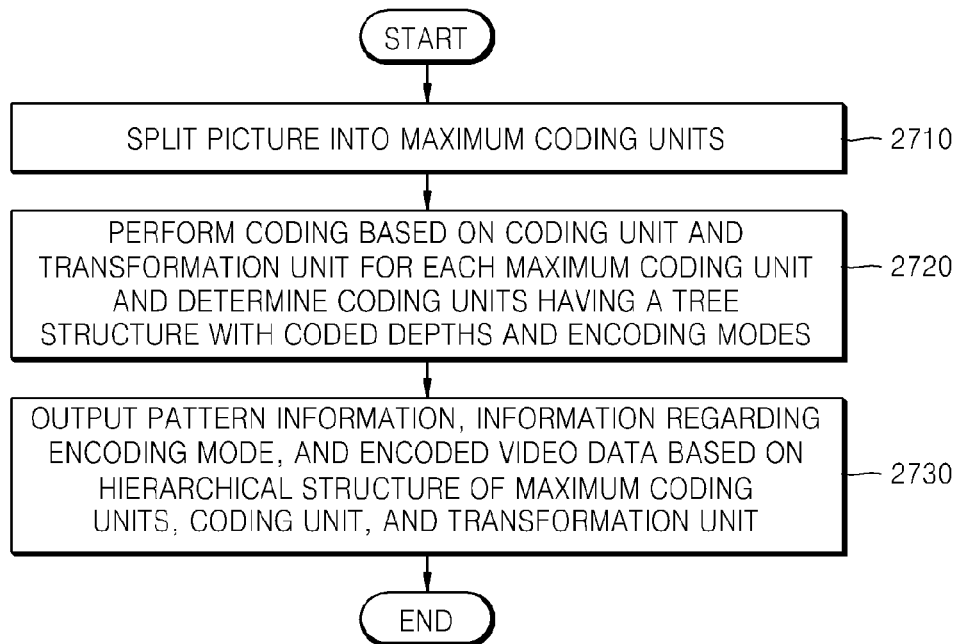 START
SPLIT PICTURE INTO MAXIMUM CODING UNITS
2710
PERFORM CODING BASED ON CODING UNIT AND
TRANSFORMATION UNIT FOR EACH MAXIMUM CODING UNIT
AND DETERMINE CODING UNITS HAVING A TREE
STRUCTURE WITH CODED DEPTHS AND ENCODING MODES
2720
OUTPUT PATTERN INFORMATION, INFORMATION REGARDING
ENCODING MODE, AND ENCODED VIDEO DATA BASED ON
HIERARCHICAL STRUCTURE OF MAXIMUM CODING
UNITS, CODING UNIT, AND TRANSFORMATION UNIT
2730
END